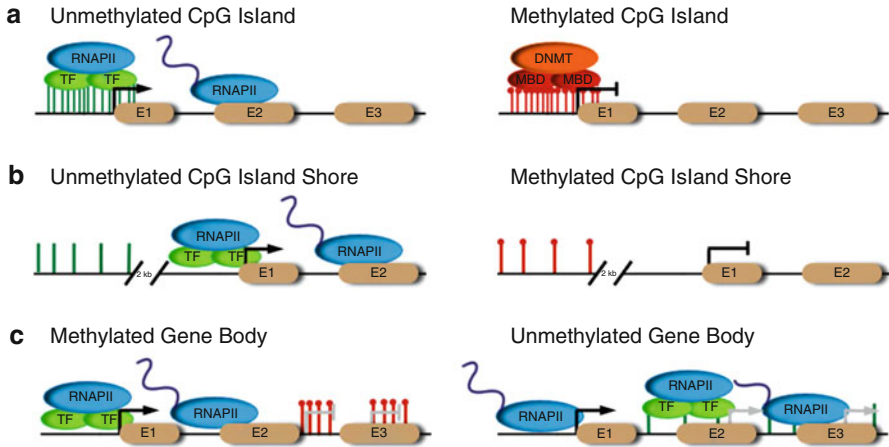 a Unmethylated CpG Island
RNAPII
TF TF
RNAPII
E1 E2 E3
Methylated CpG Island
DNMT
MBD MBD
E1 E2 E3
b Unmethylated CpG Island Shore
RNAPII
TF TF
RNAPII
2 kb
E1 E2
Methylated CpG Island Shore
2 kb
E1 E2
c Methylated Gene Body
RNAPII
TF TF
RNAPII
E1 E2 E3
Unmethylated Gene Body
RNAPII
RNAPII
TF TF
RNAPII
E1 E2 E3